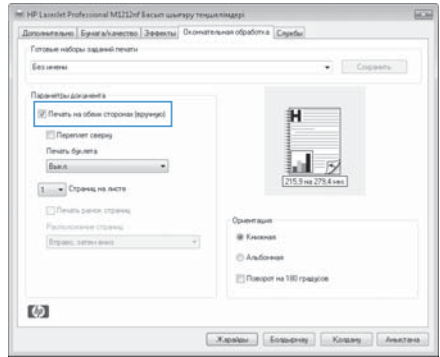 HP LaserJet Professional M1212nf Басып шығару теңшелімдері
Дополнительно Бумага/качество Эффекты Окончательная обработка Службы
Готовые наборы заданий печати
Без имени
Сохранить
Параметры документа
Печать на обеих сторонах (вручную)
Переплет сверху
Печать буклета
Выкл.
1 Страниц на листе
Печать рамок страниц
Расположение страниц
Вправо, затем вниз
215,9 на 279,4 мм
Ориентация
Книжная
Альбомная
Поворот на 180 градусов
Жарайды Болдырмау Қолдану Анықтама